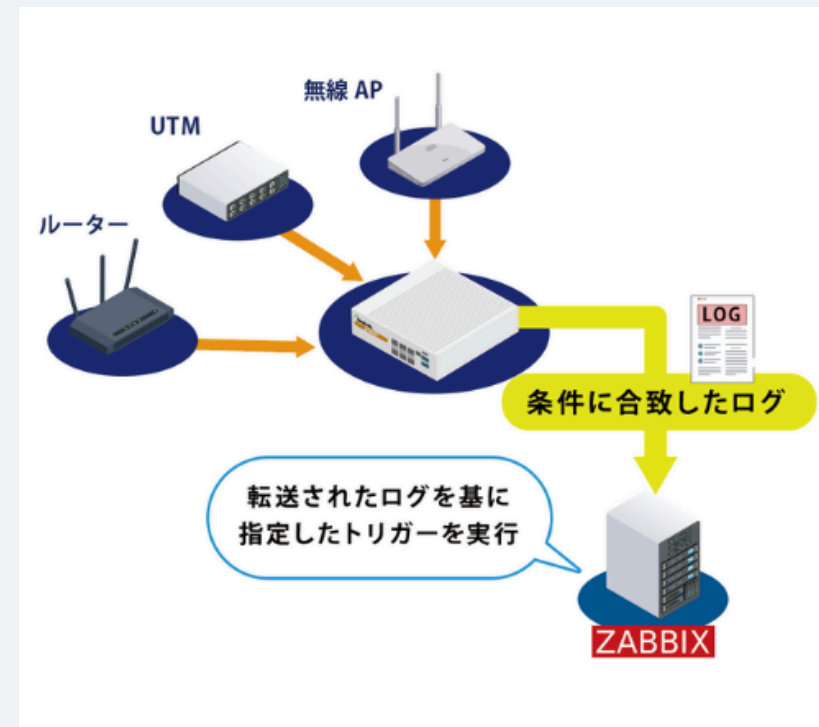 無線 AP
UTM
ルーター
LOG
条件に合致したログ
転送されたログを基に
指定したトリガーを実行
ZABBIX